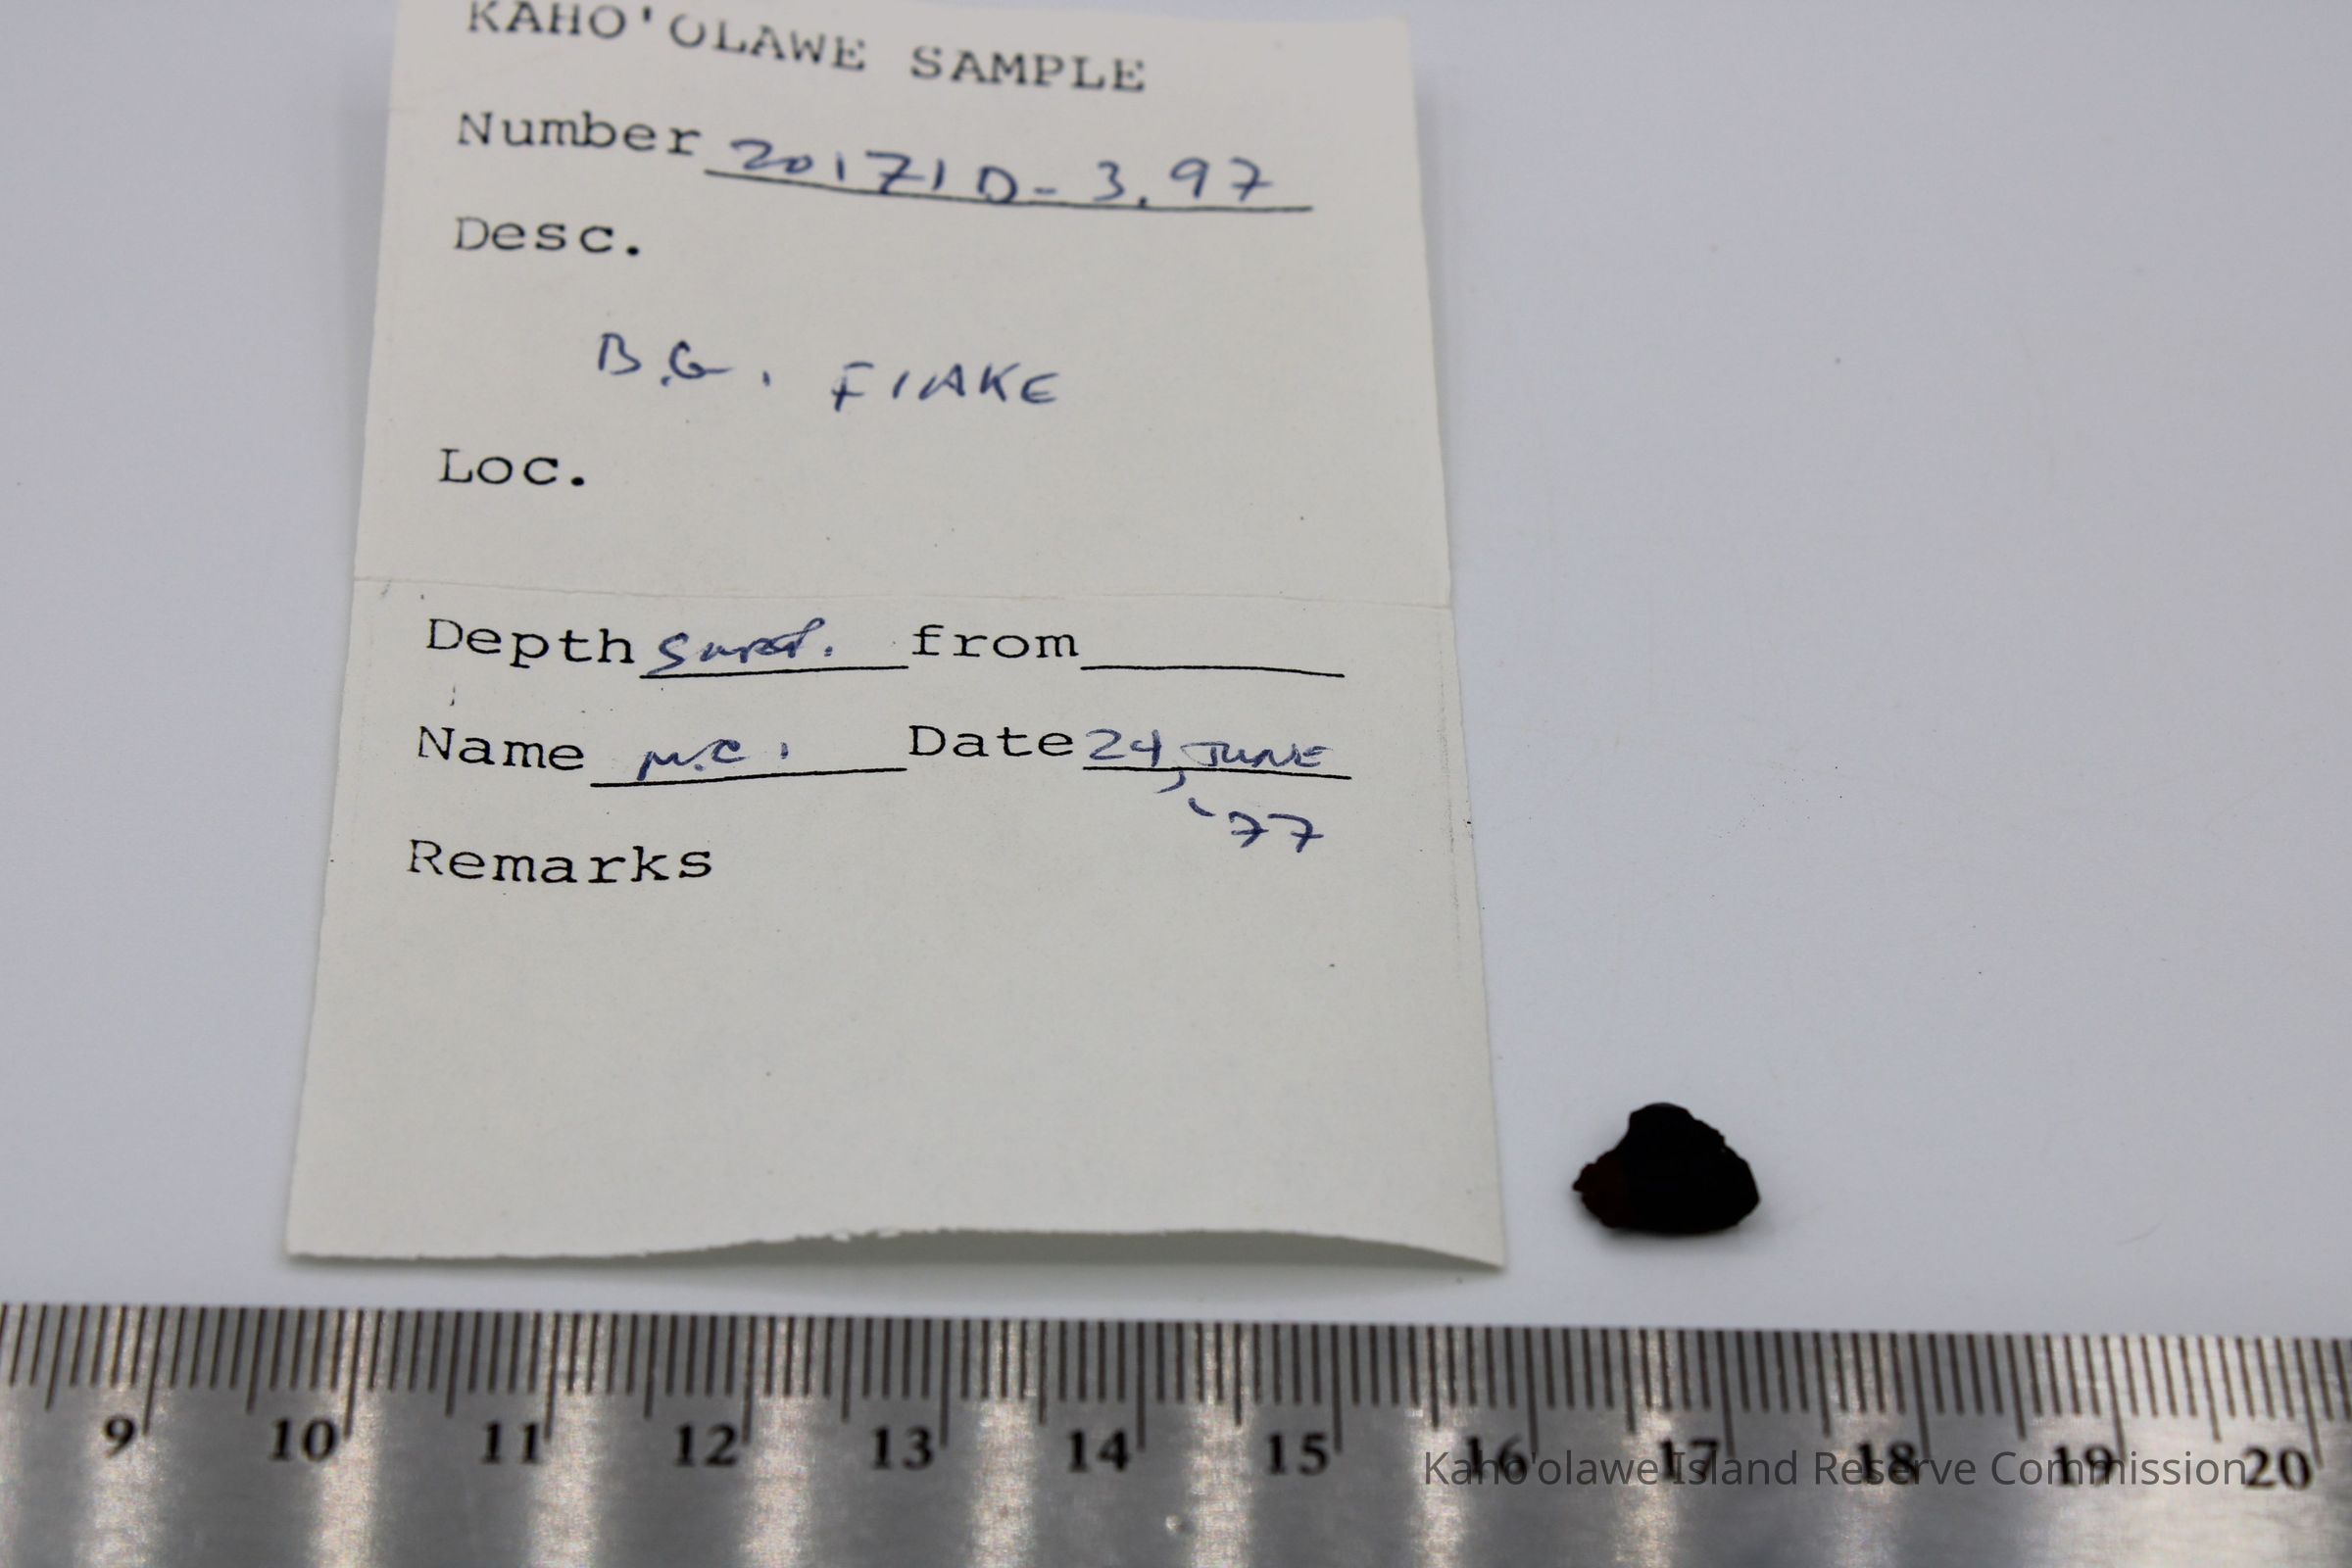 KAHO'OLAWE SAMPLE
Number 201710-3.97
Desc.
B.G. FLAKE
Loc.
Depth surf. from
Name M.C. Date 24, JUNE
'77
Remarks
9 10 11 12 13 14 15 16 17 18 19 20
Kaho'olawe Island Reserve Commission